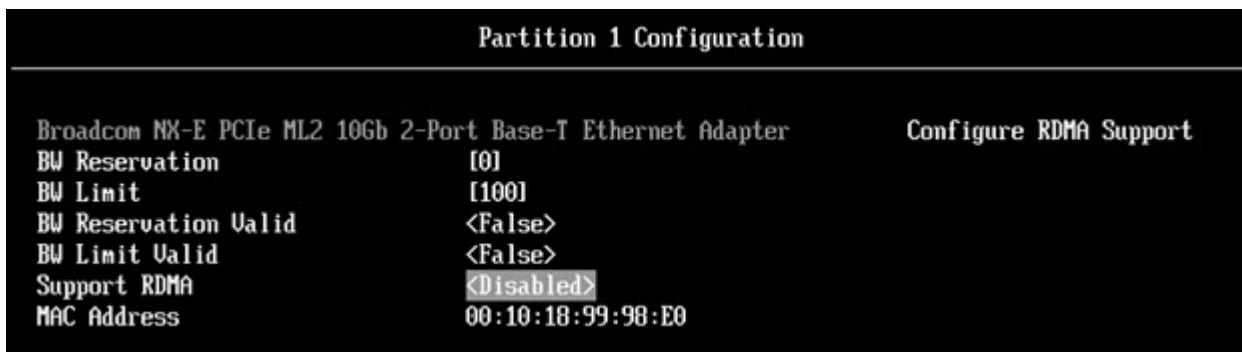 Partition 1 Configuration
Broadcom NX-E PCIe ML2 10Gb 2-Port Base-T Ethernet Adapter Configure RDMA Support
BW Reservation [0]
BW Limit [100]
BW Reservation Valid <False>
BW Limit Valid <False>
Support RDMA <Disabled>
MAC Address 00:10:18:99:98:E0